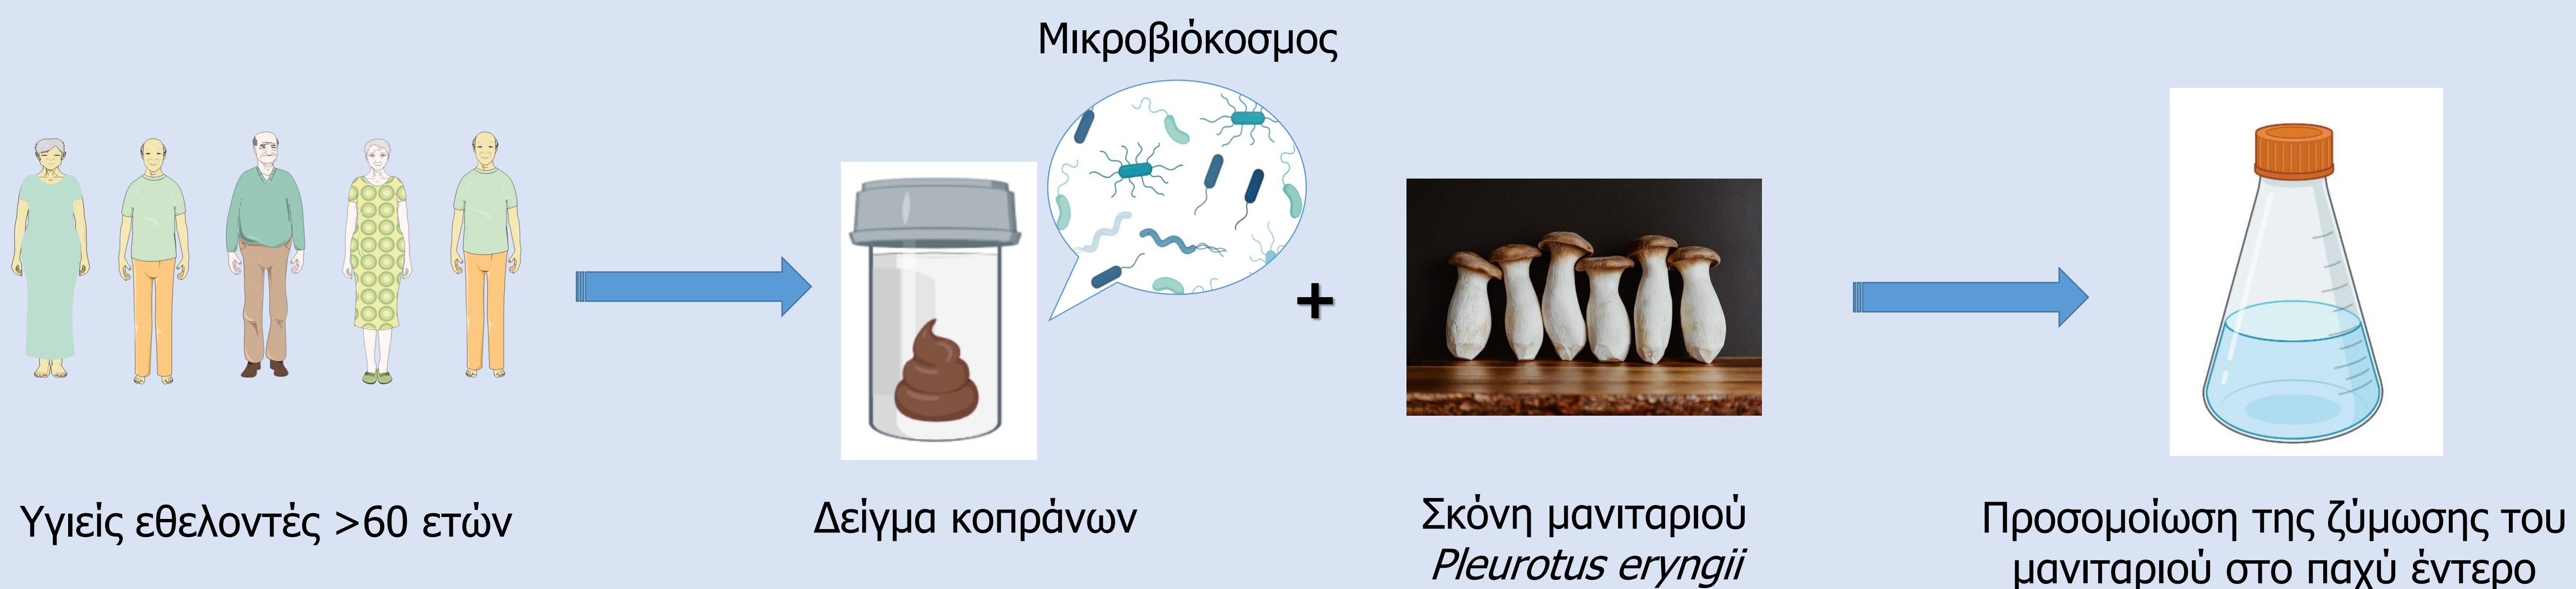 Μικροβιόκοσμος
+
Υγιείς εθελοντές >60 ετών
Δείγμα κοπράνων
Σκόνη μανιταριού
Pleurotus eryngii
Προσομοίωση της ζύμωσης του
μανιταριού στο παχύ έντερο